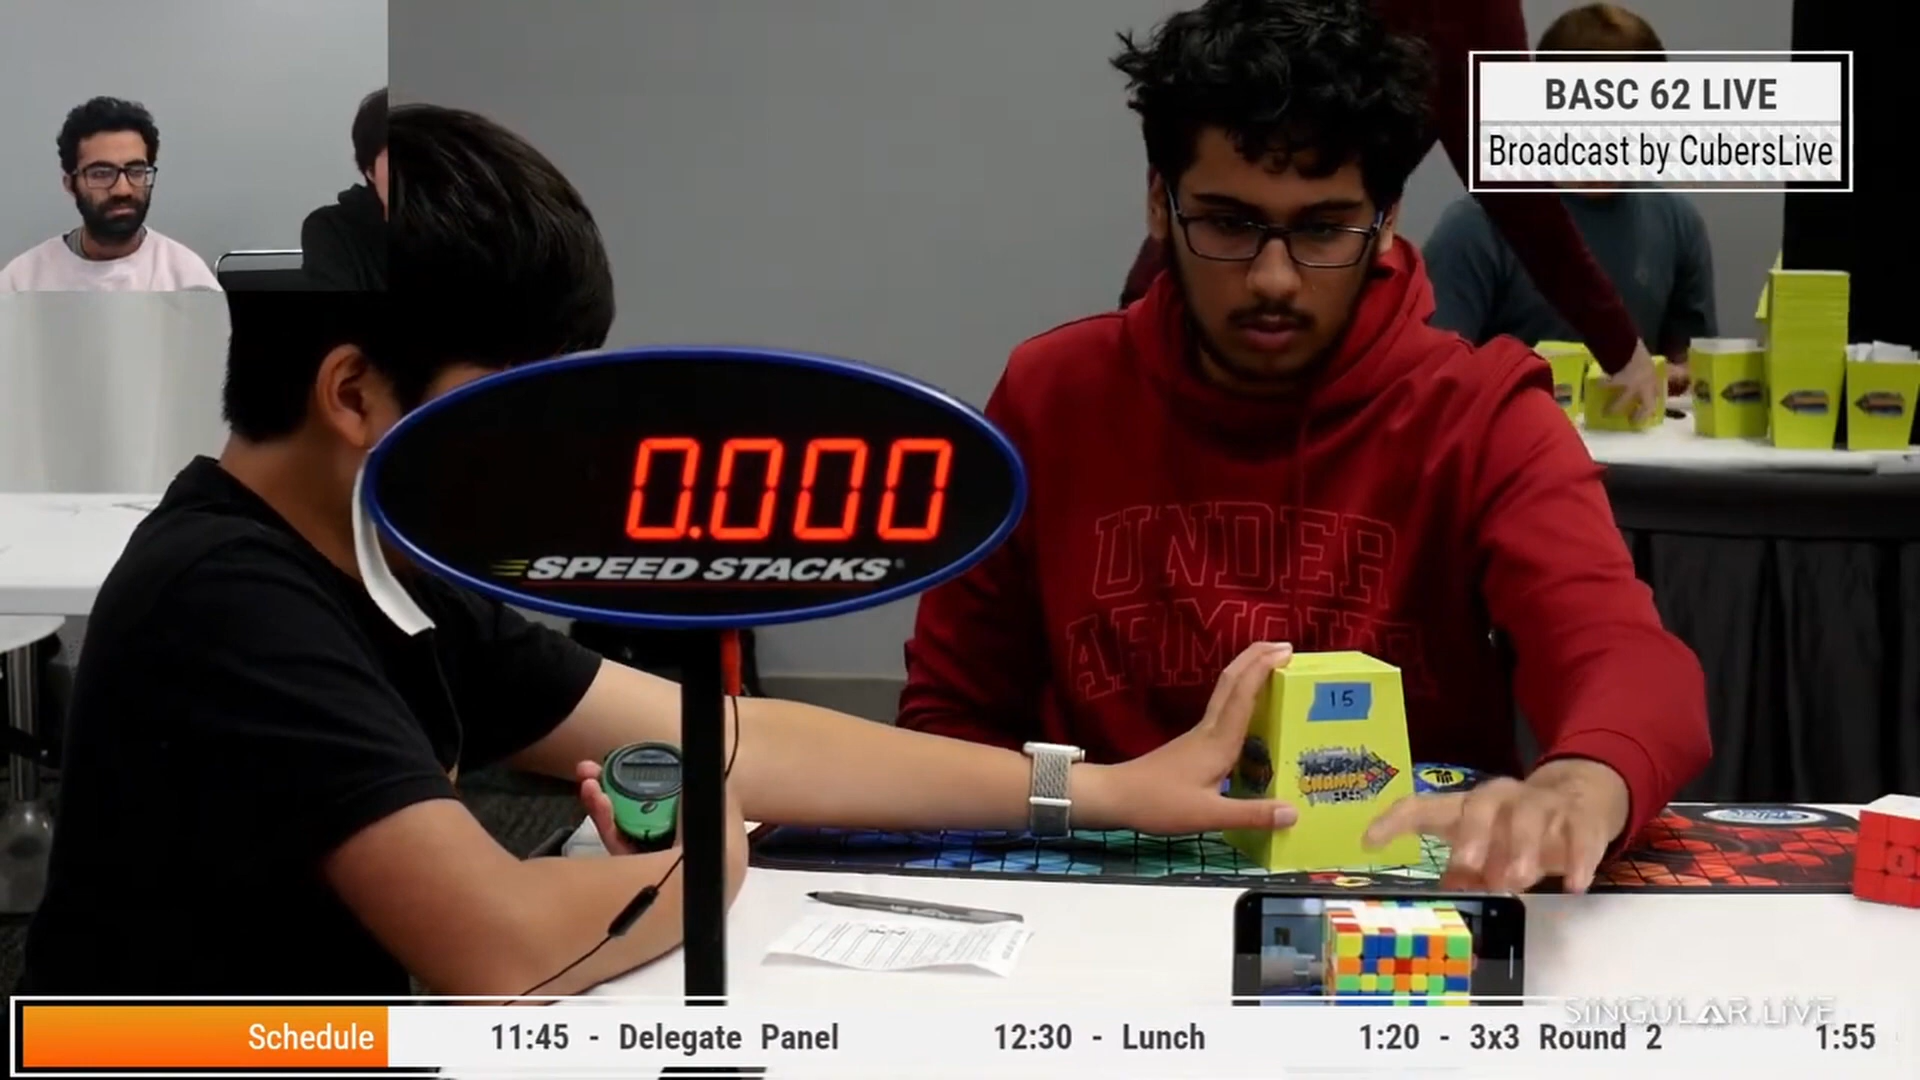 BASC 62 LIVE
Broadcast by CubersLive
0.000
SPEED STACKS
UNDER
ARMOUR
15
CHAMPS
SINGULAR.LIVE
Schedule
11:45 - Delegate Panel
12:30 - Lunch
1:20 - 3x3 Round 2
1:55